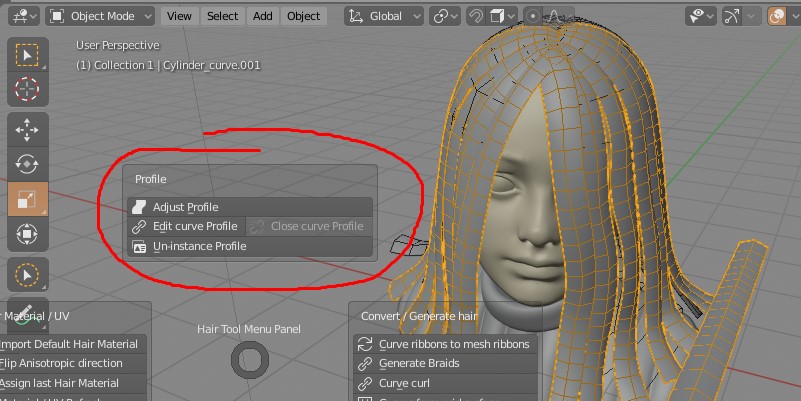 Object Mode View Select Add Object Global
User Perspective
(1) Collection 1 | Cylinder_curve.001
Profile
Adjust Profile
Edit curve Profile Close curve Profile
Un-instance Profile
Material / UV
Hair Tool Menu Panel
Convert / Generate hair
Import Default Hair Material
Curve ribbons to mesh ribbons
Flip Anisotropic direction
Generate Braids
Assign last Hair Material
Curve curl